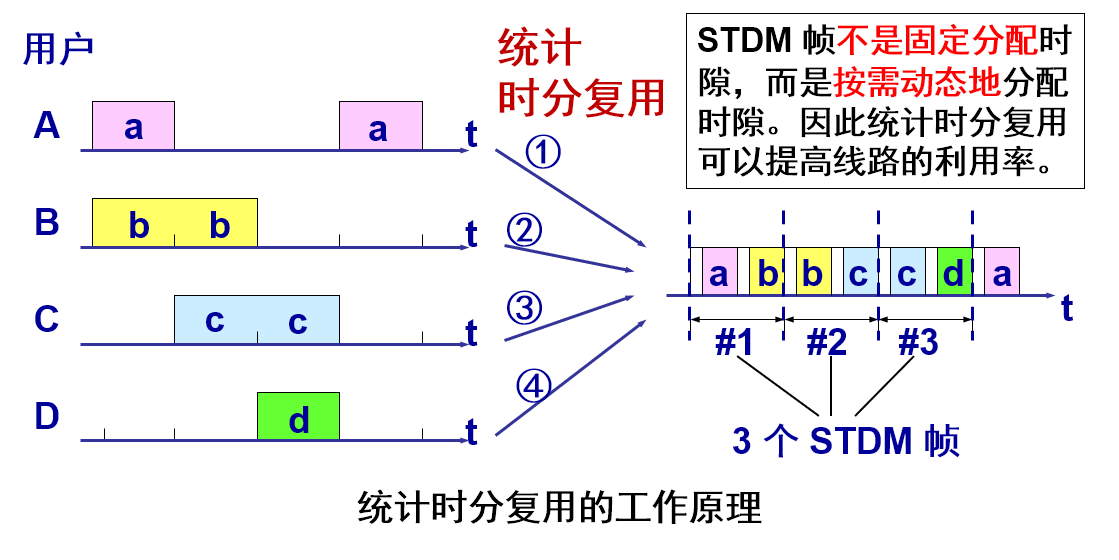 用户
统计
时分复用
STDM 帧不是固定分配时
隙，而是按需动态地分配
时隙。因此统计时分复用
可以提高线路的利用率。
A
a
a
t
①
B
b
b
t
②
C
c
c
t
③
D
d
t
④
a b b c c d a
t
#1 #2 #3
3 个 STDM 帧
统计时分复用的工作原理